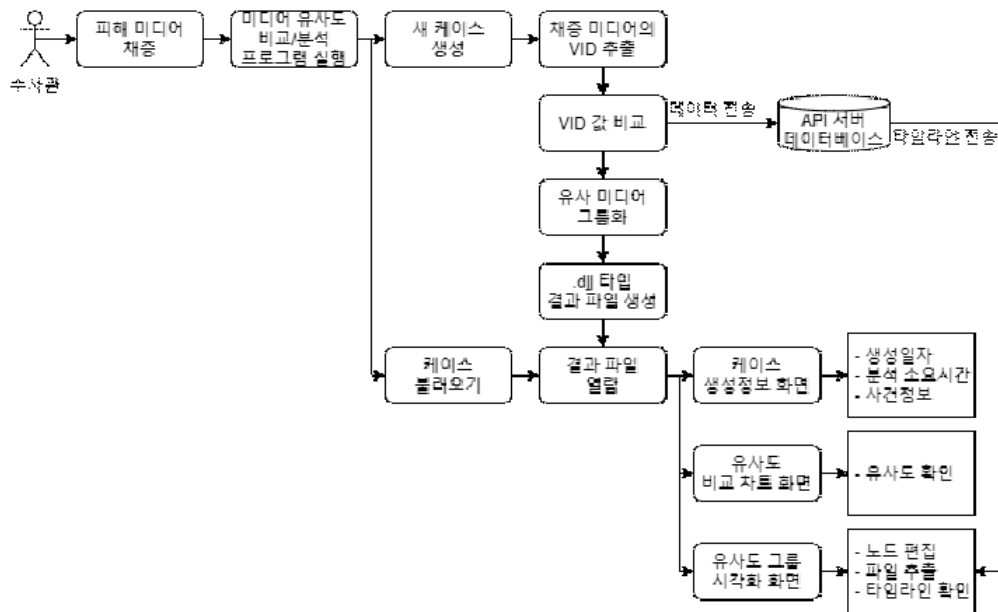 수사관
피해 미디어
채증
미디어 유사도
비교/분석
프로그램 실행
새 케이스
생성
채증 미디어의
VID 추출
VID 값 비교
데이터 전송
API 서버
데이터베이스
타임라인 전송
유사 미디어
그룹화
.djj 타입
결과 파일 생성
케이스
불러오기
결과 파일
열람
케이스
생성정보 화면
- 생성일자
- 분석 소요시간
- 사건정보
유사도
비교 차트 화면
- 유사도 확인
유사도 그룹
시각화 화면
- 노드 편집
- 파일 추출
- 타임라인 확인